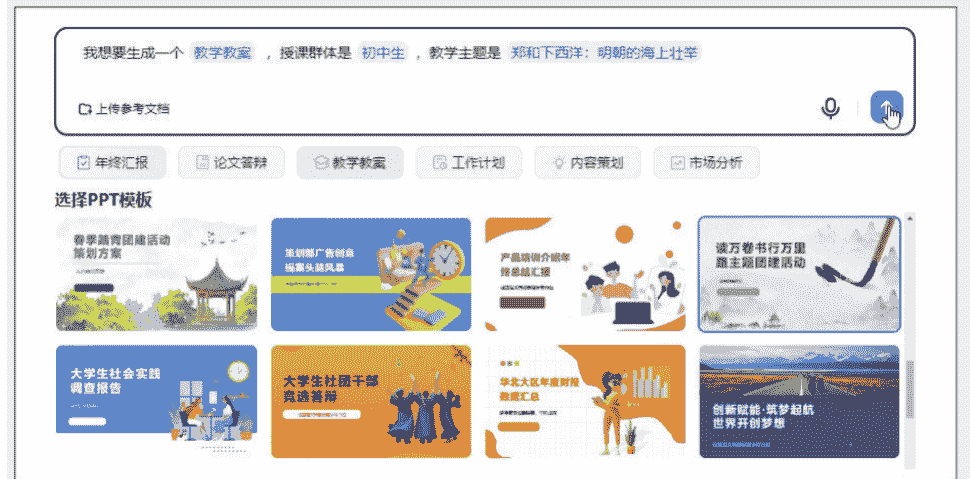 我想要生成一个 教学教案 ，授课群体是 初中生 ，教学主题是 郑和下西洋：明朝的海上壮举
上传参考文档
年终汇报 论文答辩 教学教案 工作计划 内容策划 市场分析
选择PPT模板
春季踏青团建活动
策划方案
策划部广告创意
提案头脑风暴
产品培训介绍年
终总结汇报
读万卷书行万里
路主题团建活动
大学生社会实践
调查报告
大学生社团干部
竞选答辩
华北大区年度财报
数据汇总
创新赋能·筑梦起航
世界开创梦想